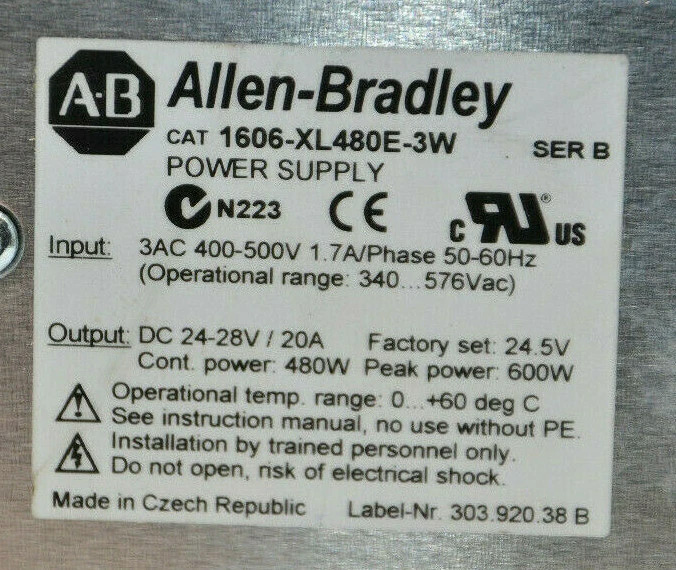 A·B Allen-Bradley
CAT 1606-XL480E-3W SER B
POWER SUPPLY
N223 CE c RU® US
Input: 3AC 400-500V 1.7A/Phase 50-60Hz
(Operational range: 340...576Vac)
Output: DC 24-28V / 20A Factory set: 24.5V
Cont. power: 480W Peak power: 600W
Operational temp. range: 0...+60 deg C
See instruction manual, no use without PE.
Installation by trained personnel only.
Do not open, risk of electrical shock.
Made in Czech Republic Label-Nr. 303.920.38 B